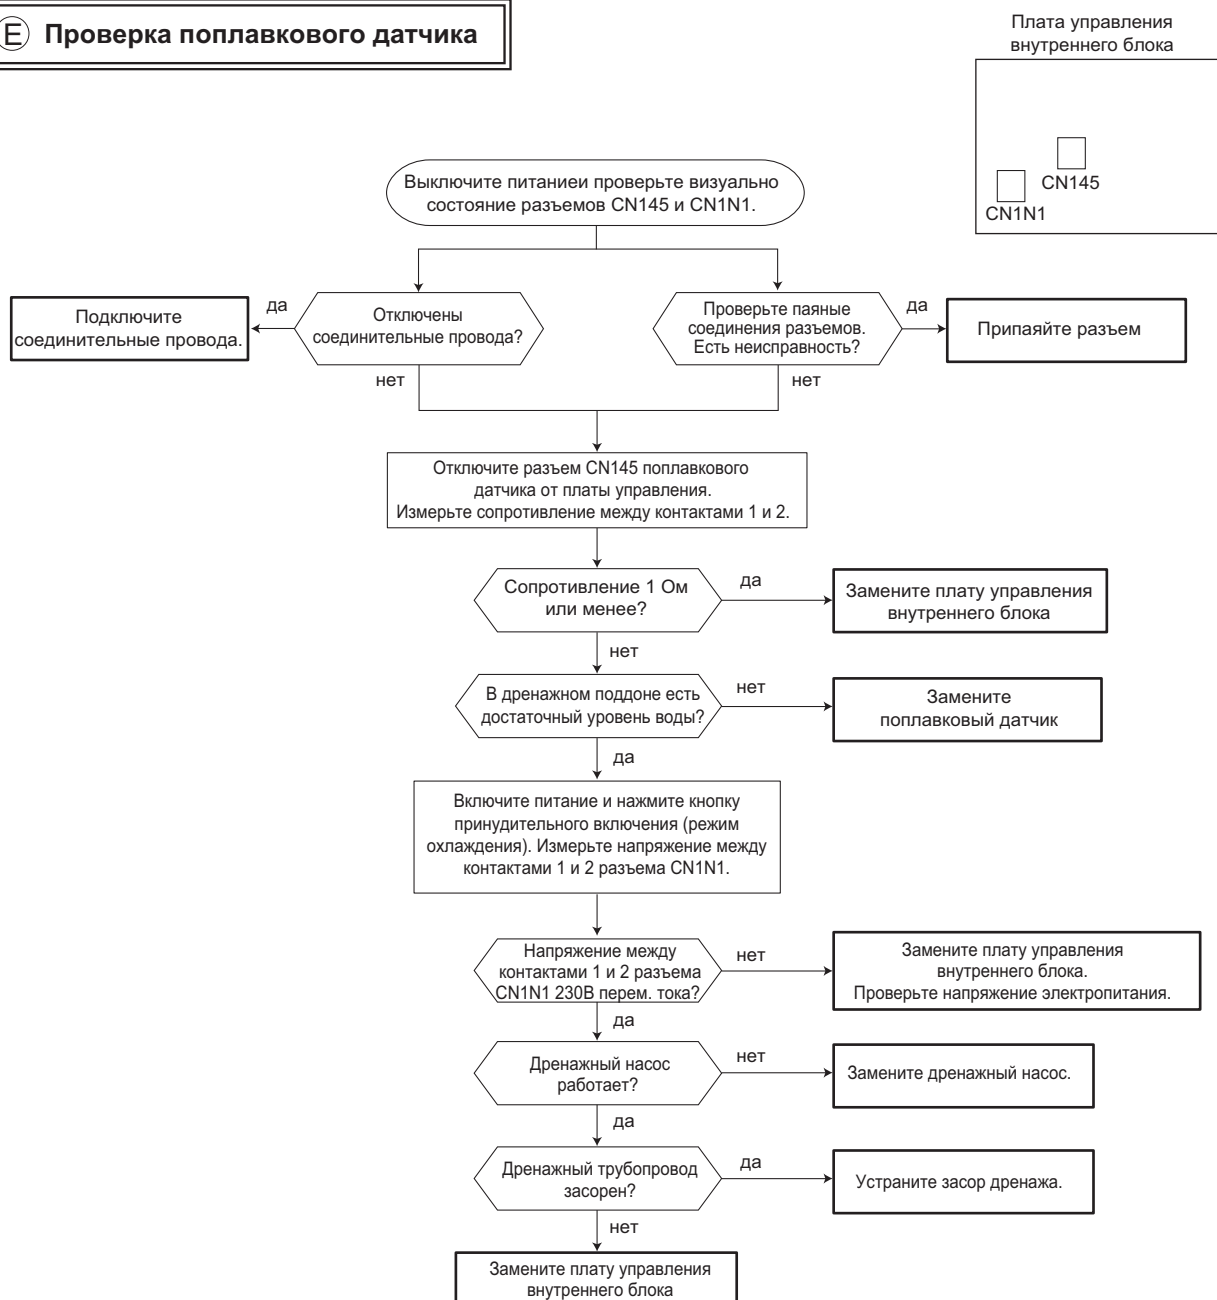 E Проверка поплавкового датчика
Плата управления
внутреннего блока
CN145
CN1N1
Выключите питаниеи проверьте визуально
состояние разъемов CN145 и CN1N1.
Отключены
соединительные провода?
да
Подключите
соединительные провода.
нет
Проверьте паяные
соединения разъемов.
Есть неисправность?
да
Припаяйте разъем
нет
Отключите разъем CN145 поплавкового
датчика от платы управления.
Измерьте сопротивление между контактами 1 и 2.
Сопротивление 1 Ом
или менее?
да
Замените плату управления
внутреннего блока
нет
В дренажном поддоне есть
достаточный уровень воды?
нет
Замените
поплавковый датчик
да
Включите питание и нажмите кнопку
принудительного включения (режим
охлаждения). Измерьте напряжение между
контактами 1 и 2 разъема CN1N1.
Напряжение между
контактами 1 и 2 разъема
CN1N1 230В перем. тока?
нет
Замените плату управления
внутреннего блока.
Проверьте напряжение электропитания.
да
Дренажный насос
работает?
нет
Замените дренажный насос.
да
Дренажный трубопровод
засорен?
да
Устраните засор дренажа.
нет
Замените плату управления
внутреннего блока